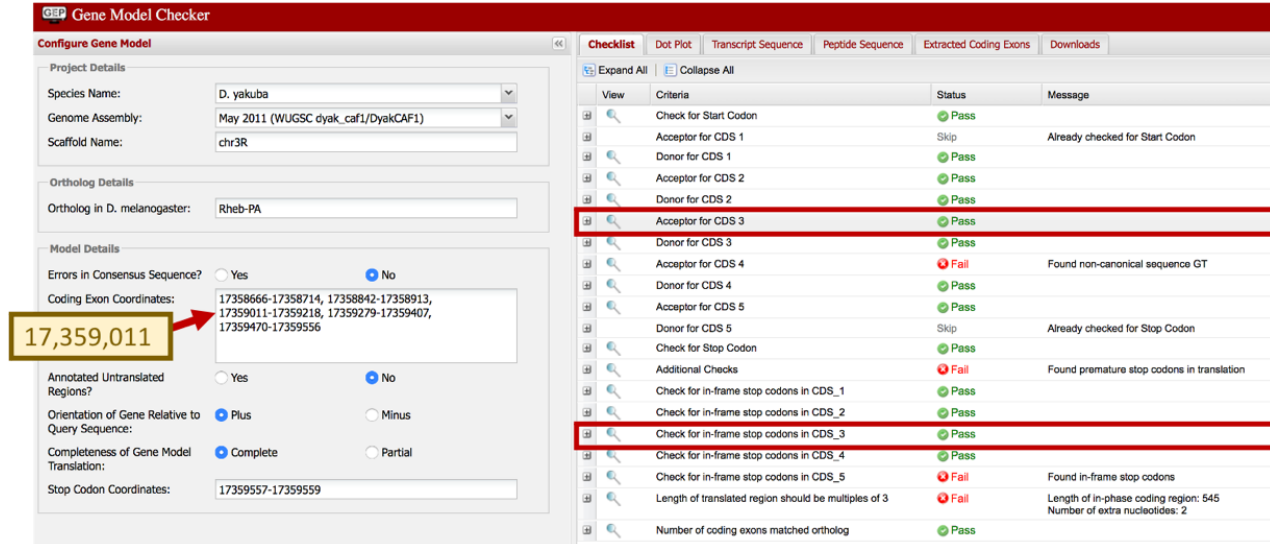 GEP Gene Model Checker
Configure Gene Model
Project Details
Species Name: D. yakuba
Genome Assembly: May 2011 (WUGSC dyak_caf1/DyakCAF1)
Scaffold Name: chr3R
Ortholog Details
Ortholog in D. melanogaster: Rheb-PA
Model Details
Errors in Consensus Sequence? Yes No
Coding Exon Coordinates: 17358666-17358714, 17358842-17358913,
17359011-17359218, 17359279-17359407,
17359470-17359556
17,359,011
Annotated Untranslated Yes No
Regions?
Orientation of Gene Relative to Plus Minus
Query Sequence:
Completeness of Gene Model Complete Partial
Translation:
Stop Codon Coordinates: 17359557-17359559
Checklist Dot Plot Transcript Sequence Peptide Sequence Extracted Coding Exons Downloads
Expand All Collapse All
View Criteria Status Message
Check for Start Codon Pass
Acceptor for CDS 1 Skip Already checked for Start Codon
Donor for CDS 1 Pass
Acceptor for CDS 2 Pass
Donor for CDS 2 Pass
Acceptor for CDS 3 Pass
Donor for CDS 3 Pass
Acceptor for CDS 4 Fail Found non-canonical sequence GT
Donor for CDS 4 Pass
Acceptor for CDS 5 Pass
Donor for CDS 5 Skip Already checked for Stop Codon
Check for Stop Codon Pass
Additional Checks Fail Found premature stop codons in translation
Check for in-frame stop codons in CDS_1 Pass
Check for in-frame stop codons in CDS_2 Pass
Check for in-frame stop codons in CDS_3 Pass
Check for in-frame stop codons in CDS_4 Pass
Check for in-frame stop codons in CDS_5 Fail Found in-frame stop codons
Length of translated region should be multiples of 3 Fail Length of in-phase coding region: 545
Number of extra nucleotides: 2
Number of coding exons matched ortholog Pass